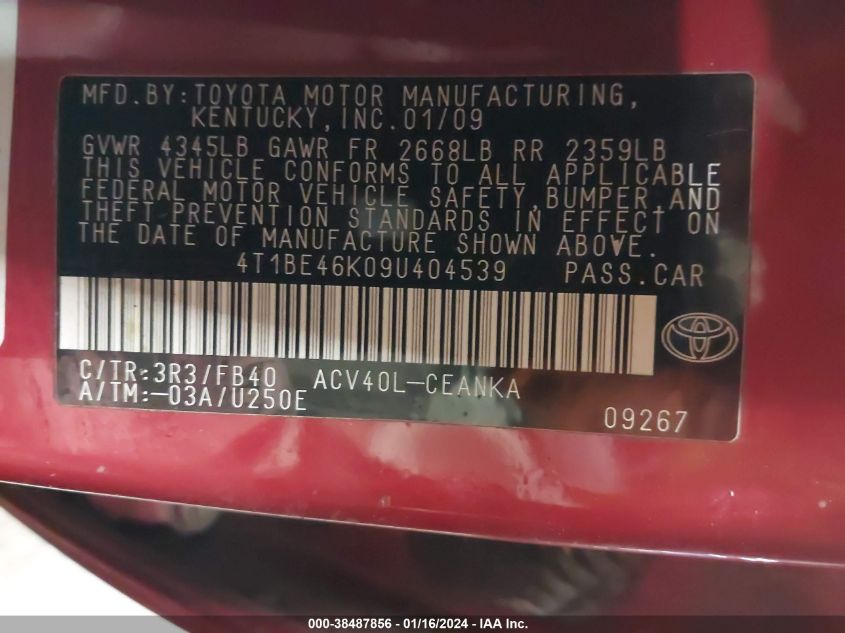 MFD.BY:TOYOTA MOTOR MANUFACTURING,
KENTUCKY,INC.01/09
GVWR 4345LB GAWR FR 2668LB RR 2359LB
THIS VEHICLE CONFORMS TO ALL APPLICABLE
FEDERAL MOTOR VEHICLE SAFETY,BUMPER,AND
THEFT PREVENTION STANDARDS IN EFFECT ON
THE DATE OF MANUFACTURE SHOWN ABOVE.
4T1BE46K09U404539 PASS.CAR
C/TR:3R3/FB40 ACV40L-CEANKA
A/TM:-03A/U250E
09267
000-38487856 - 01/16/2024 - IAA Inc.